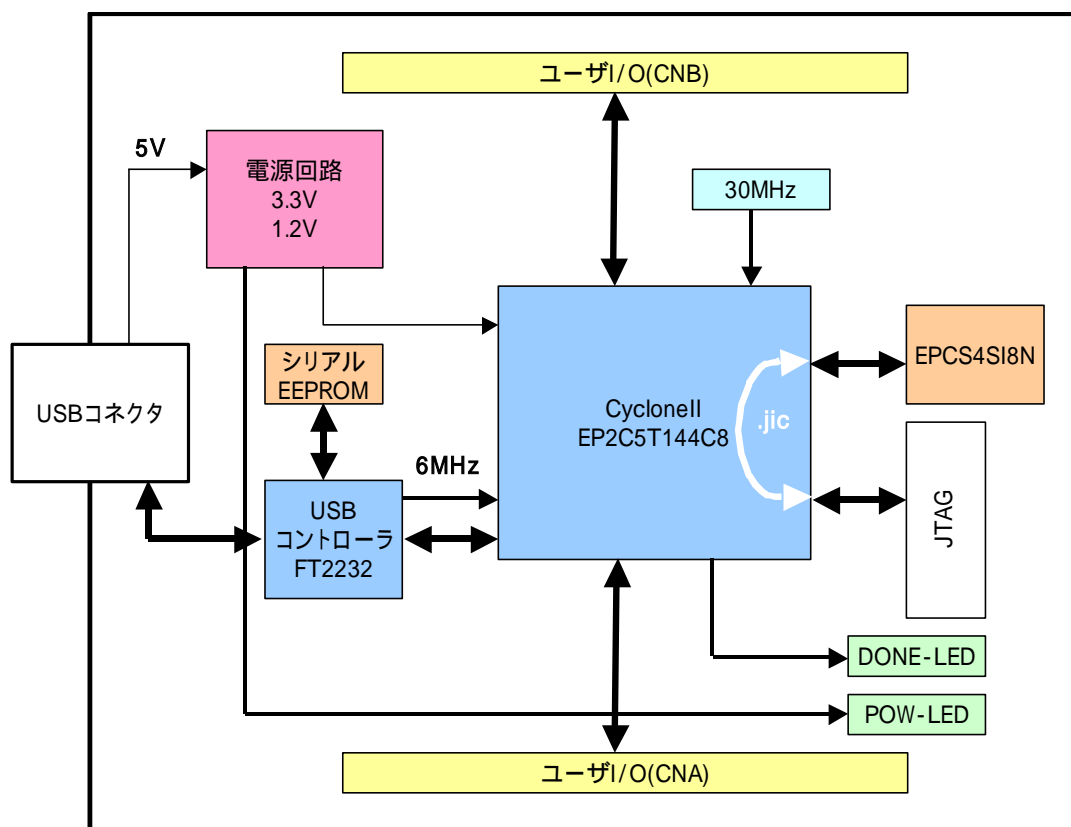 ユーザI/O(CNB)
5V
電源回路
3.3V
1.2V
30MHz
USBコネクタ
シリアル
EEPROM
CycloneII
EP2C5T144C8
.jic
EPCS4SI8N
6MHz
USB
コントローラ
FT2232
JTAG
DONE-LED
POW-LED
ユーザI/O(CNA)